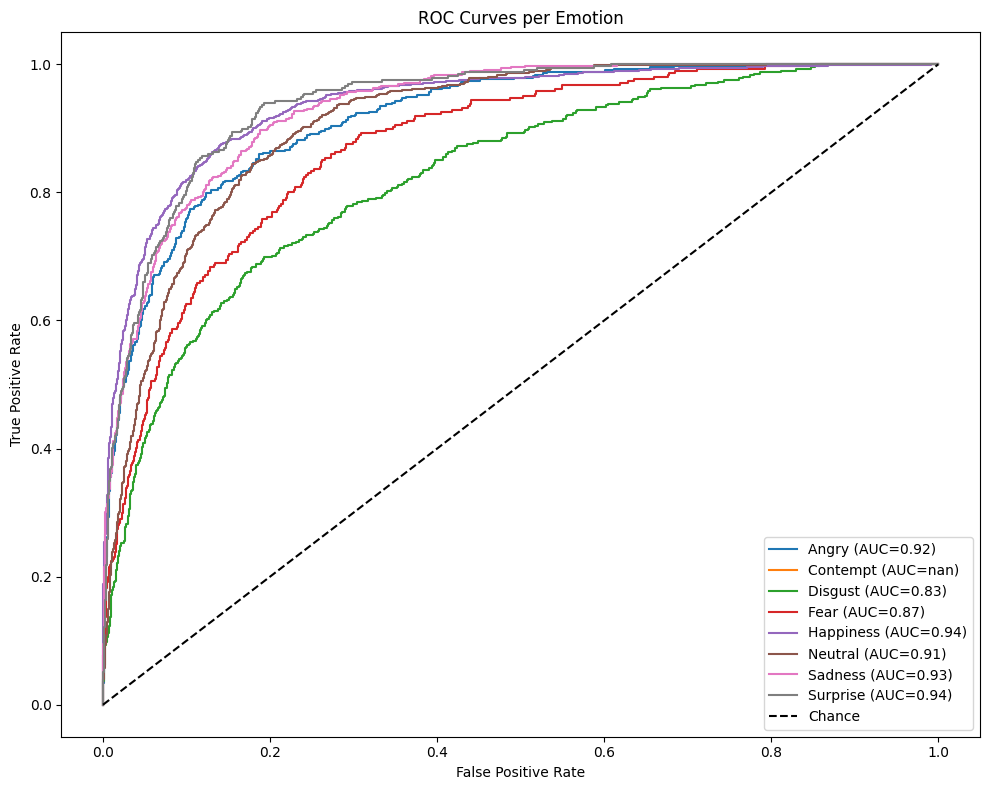 ROC Curves per Emotion
1.0
0.8
0.6
0.4
0.2
0.0
True Positive Rate
0.0 0.2 0.4 0.6 0.8 1.0
False Positive Rate
Angry (AUC=0.92)
Contempt (AUC=nan)
Disgust (AUC=0.83)
Fear (AUC=0.87)
Happiness (AUC=0.94)
Neutral (AUC=0.91)
Sadness (AUC=0.93)
Surprise (AUC=0.94)
Chance